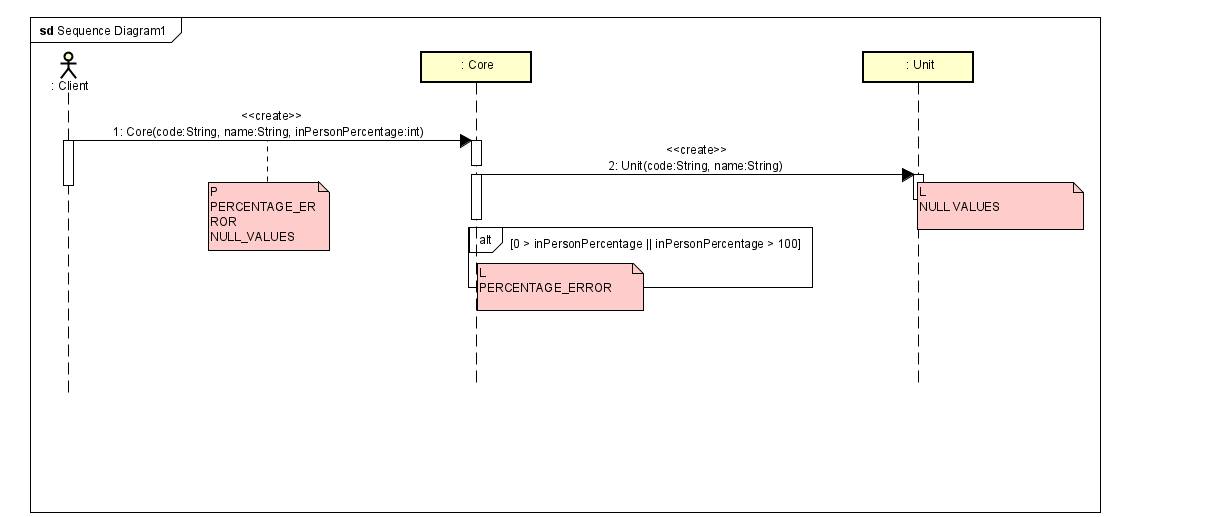 sd Sequence Diagram1
: Client
: Core
: Unit
<<create>>
1: Core(code:String, name:String, inPersonPercentage:int)
<<create>>
2: Unit(code:String, name:String)
P
PERCENTAGE_ER
ROR
NULL_VALUES
L
NULL VALUES
alt
[0 > inPersonPercentage || inPersonPercentage > 100]
L
PERCENTAGE_ERROR